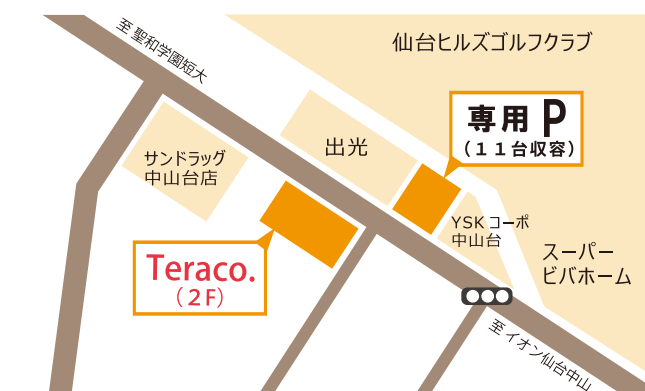 至 聖和学園短大
仙台ヒルズゴルフクラブ
専用 P
(11台収容)
出光
サンドラッグ
中山台店
YSKコーポ
中山台
スーパー
ビバホーム
Teraco.
(2F)
至 イオン仙台中山